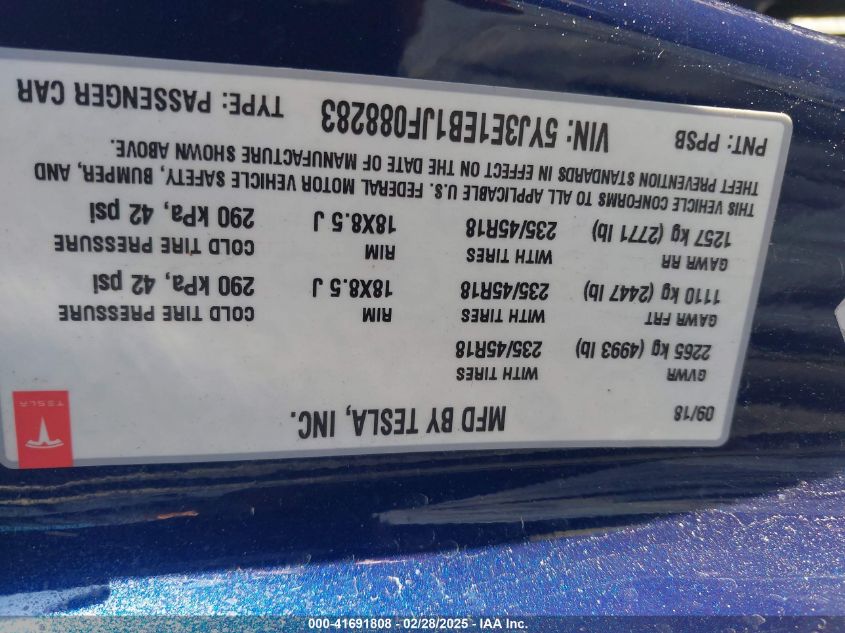 09/18 MFD BY TESLA, INC. TESLA
GVWR WITH TIRES
2265 kg (4993 lb) 235/45R18
GAWR FRT WITH TIRES RIM COLD TIRE PRESSURE
1110 kg (2447 lb) 235/45R18 18X8.5 J 290 kPa, 42 psi
GAWR RR WITH TIRES RIM COLD TIRE PRESSURE
1257 kg (2771 lb) 235/45R18 18X8.5 J 290 kPa, 42 psi
THIS VEHICLE CONFORMS TO ALL APPLICABLE U.S. FEDERAL MOTOR VEHICLE SAFETY, BUMPER, AND
THEFT PREVENTION STANDARDS IN EFFECT ON THE DATE OF MANUFACTURE SHOWN ABOVE.
PNT: PPSB VIN: 5YJ3E1EB1JF088283 TYPE: PASSENGER CAR
000-41691808 - 02/28/2025 - IAA Inc.